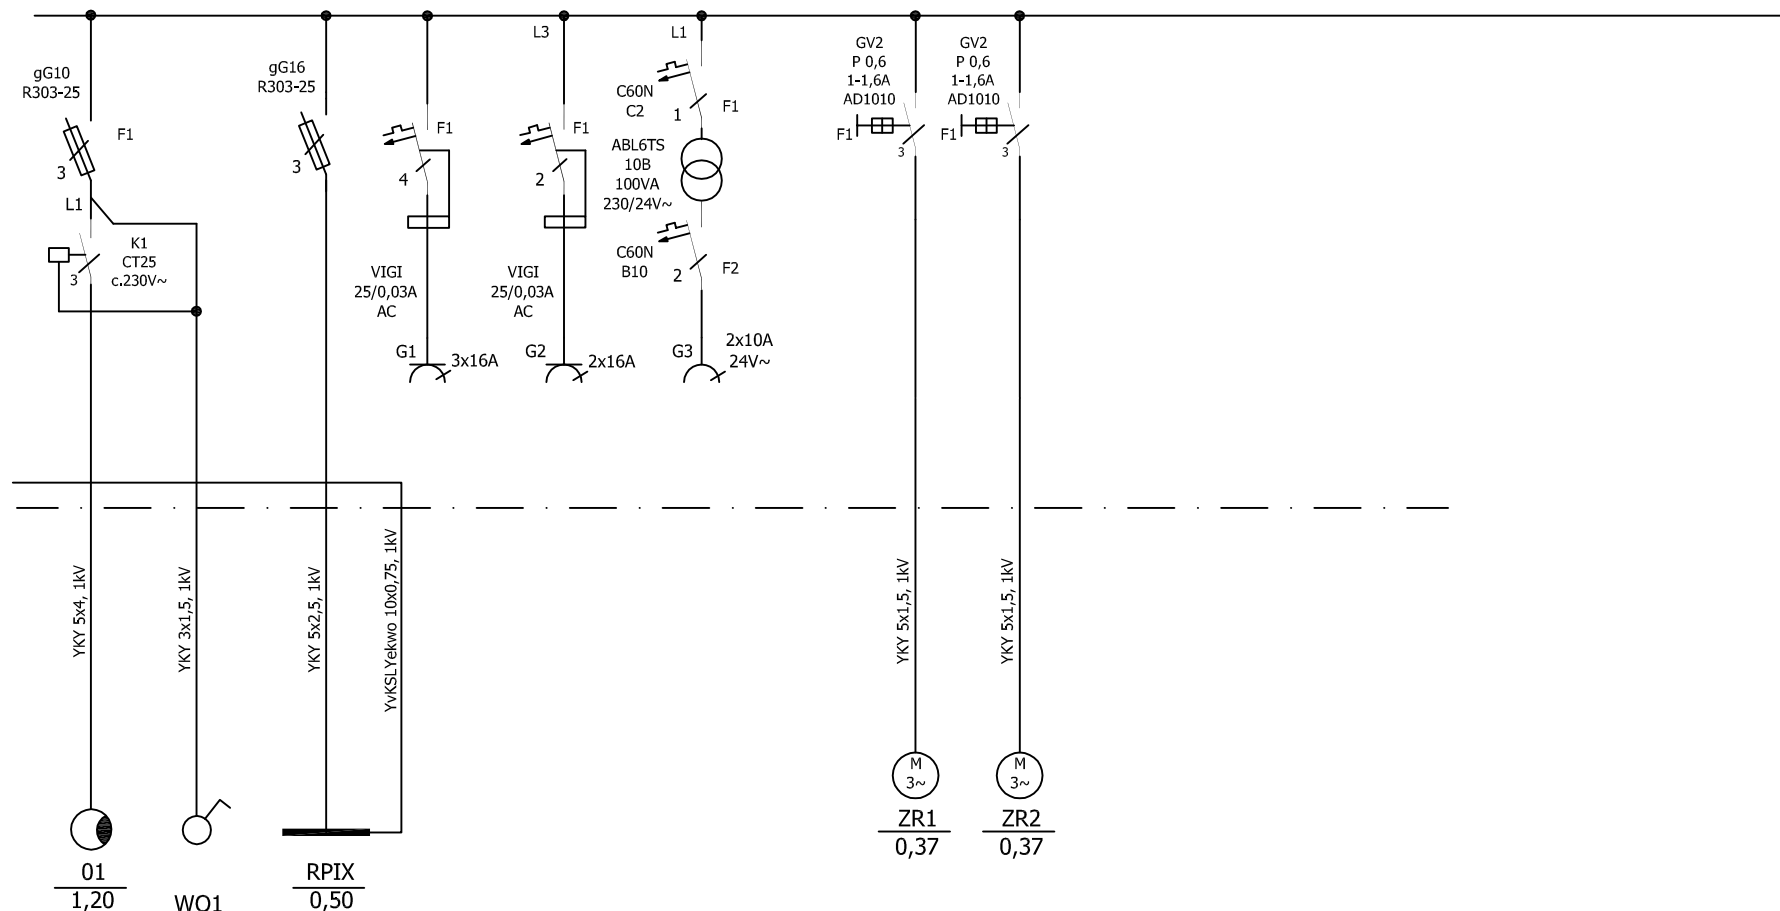 gG10
R303-25
F1
3
L1
K1
CT25
c.230V~
3
gG16
R303-25
3
F1
4
VIGI
25/0,03A
AC
G1
3x16A
L3
F1
2
VIGI
25/0,03A
AC
G2
2x16A
L1
C60N
C2
1
F1
ABL6TS
10B
100VA
230/24V~
C60N
B10
2
F2
G3
2x10A
24V~
GV2
P 0,6
1-1,6A
AD1010
F1
3
GV2
P 0,6
1-1,6A
AD1010
F1
3
YKY 5x4, 1kV
YKY 3x1,5, 1kV
YKY 5x2,5, 1kV
YvKSLYekwo 10x0,75, 1kV
YKY 5x1,5, 1kV
YKY 5x1,5, 1kV
M
3~
ZR1
0,37
M
3~
ZR2
0,37
01
1,20
WO1
RPIX
0,50